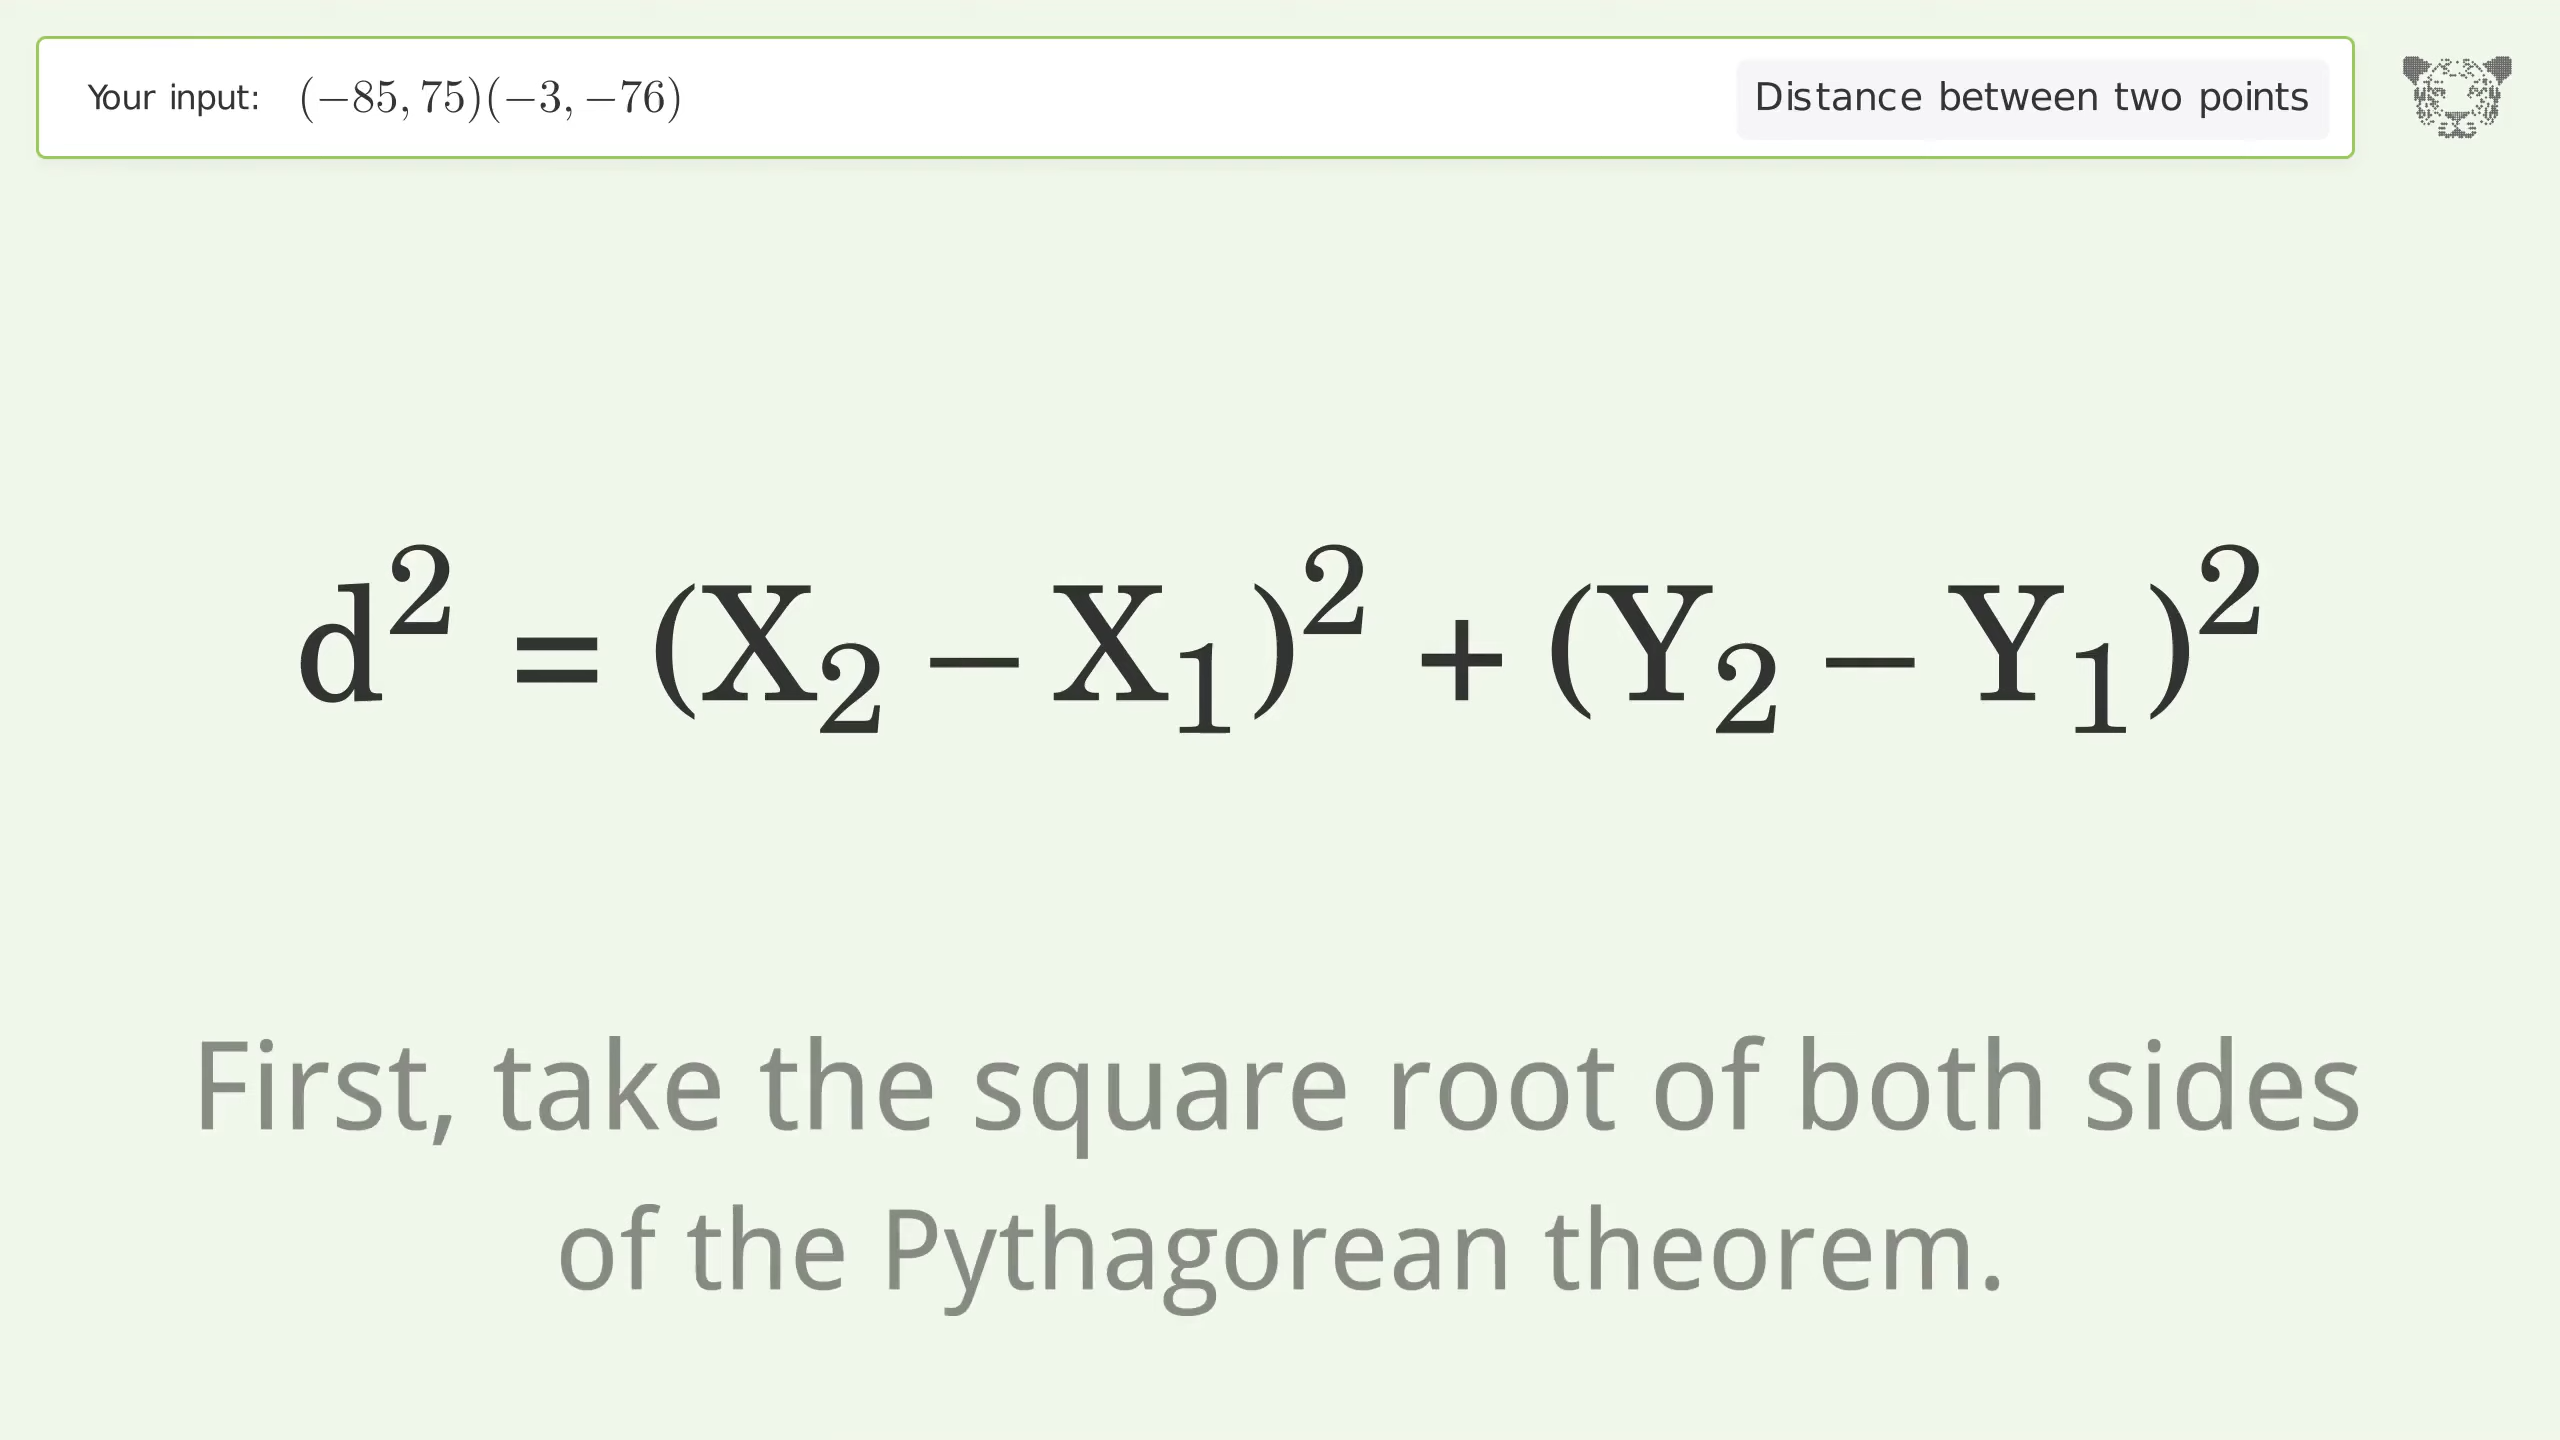 Your input: (−85, 75)(−3, −76) Distance between two points
d² = (X₂ − X₁)² + (Y₂ − Y₁)²
First, take the square root of both sides
of the Pythagorean theorem.